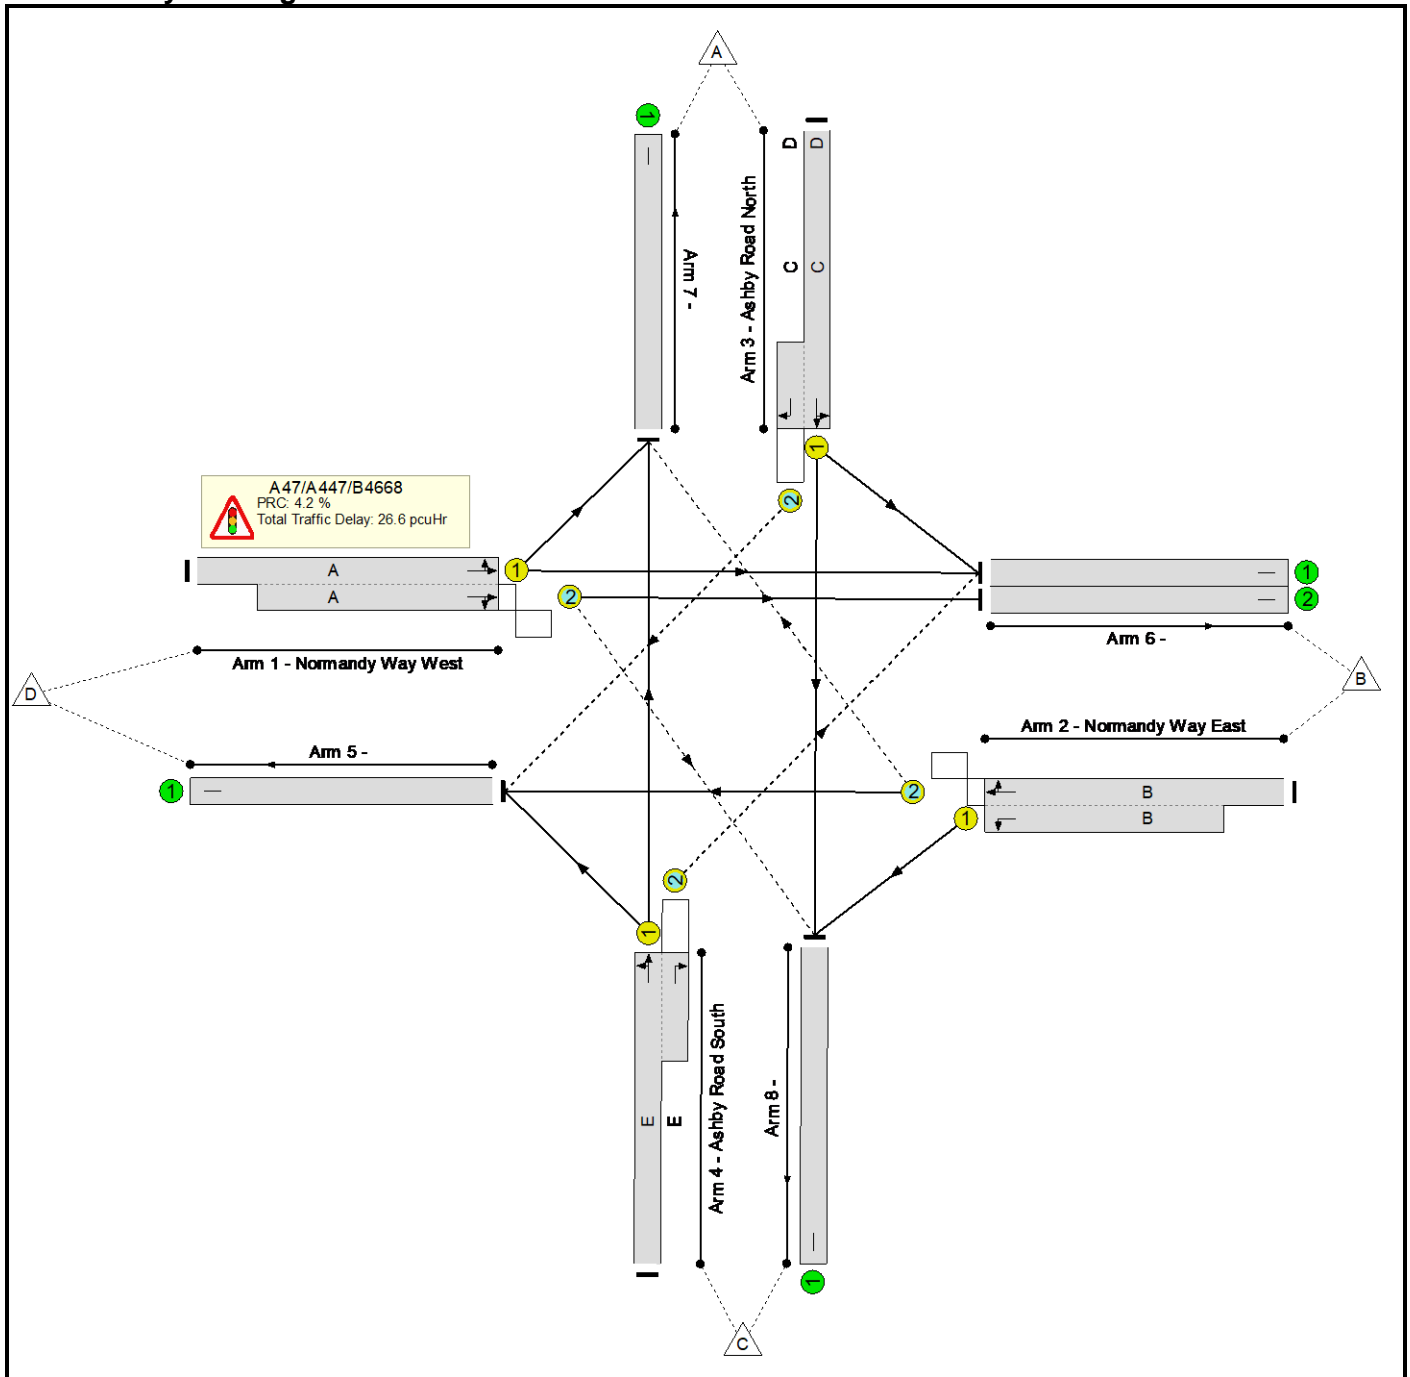 A
1
D
D
C
C
Arm 7 -
Arm 3 - Ashby Road North
1
2
A47/A447/B4668
PRC: 4.2 %
Total Traffic Delay: 26.6 pcuHr
A
A
1
2
1
2
Arm 1 - Normandy Way West
Arm 6 -
D
B
Arm 2 - Normandy Way East
Arm 5 -
1
2
B
1
B
2
1
E
E
Arm 4 - Ashby Road South
Arm 8 -
1
C